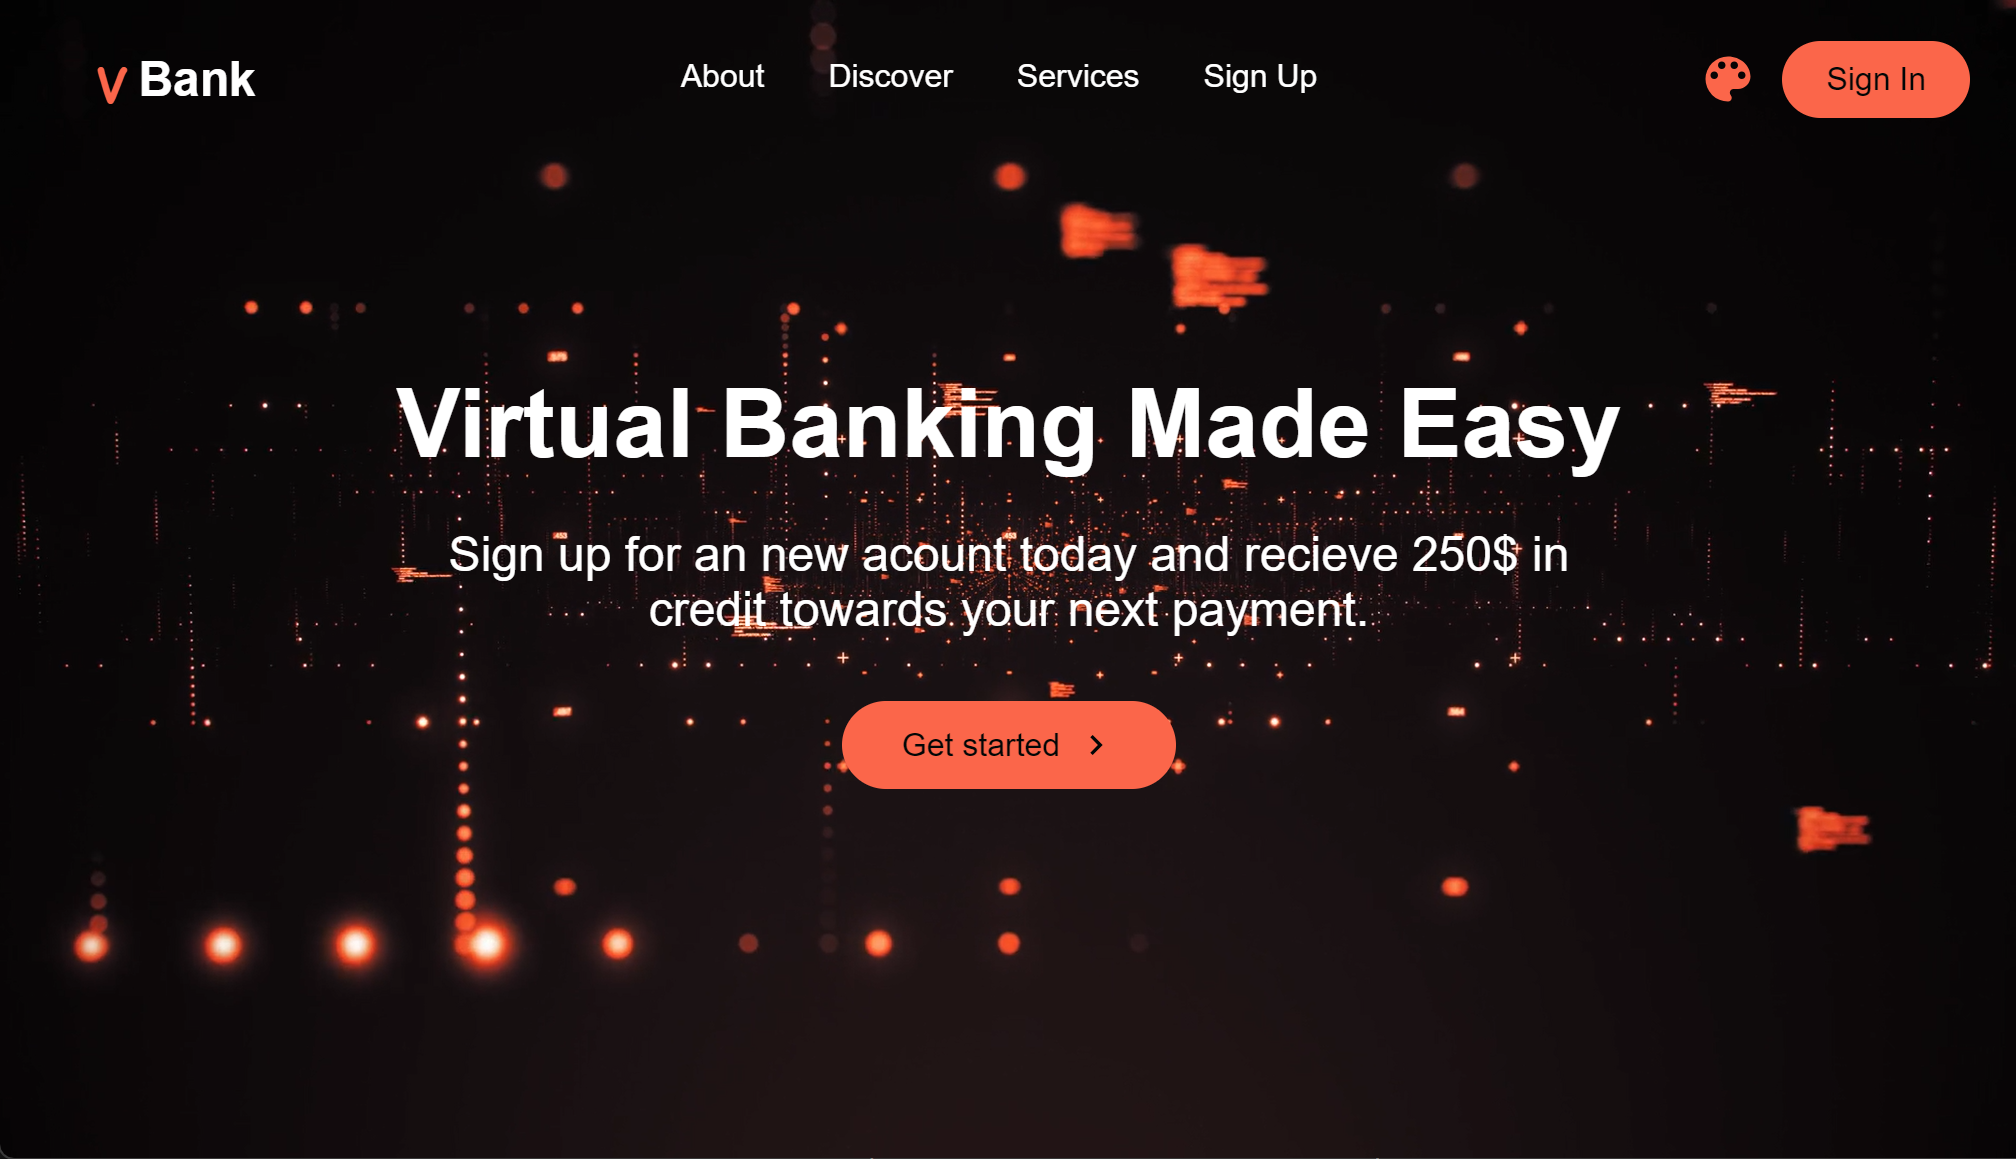 V Bank
About Discover Services Sign Up
Sign In
Virtual Banking Made Easy
Sign up for an new acount today and recieve 250$ in
credit towards your next payment.
Get started